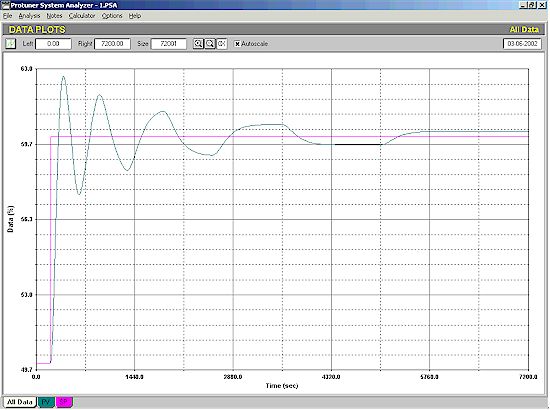 Protuner System Analyzer - 1.PSA
File Analysis Notes Calculator Options Help
DATA PLOTS All Data
Left 0.00 Right 7200.00 Size 72001 Autoscale 03-06-2002
63.0
59.7
56.3
53.0
49.7
Data (%)
0.0 1440.0 2880.0 4320.0 5760.0 7200.0
Time (sec)
All Data PV SP